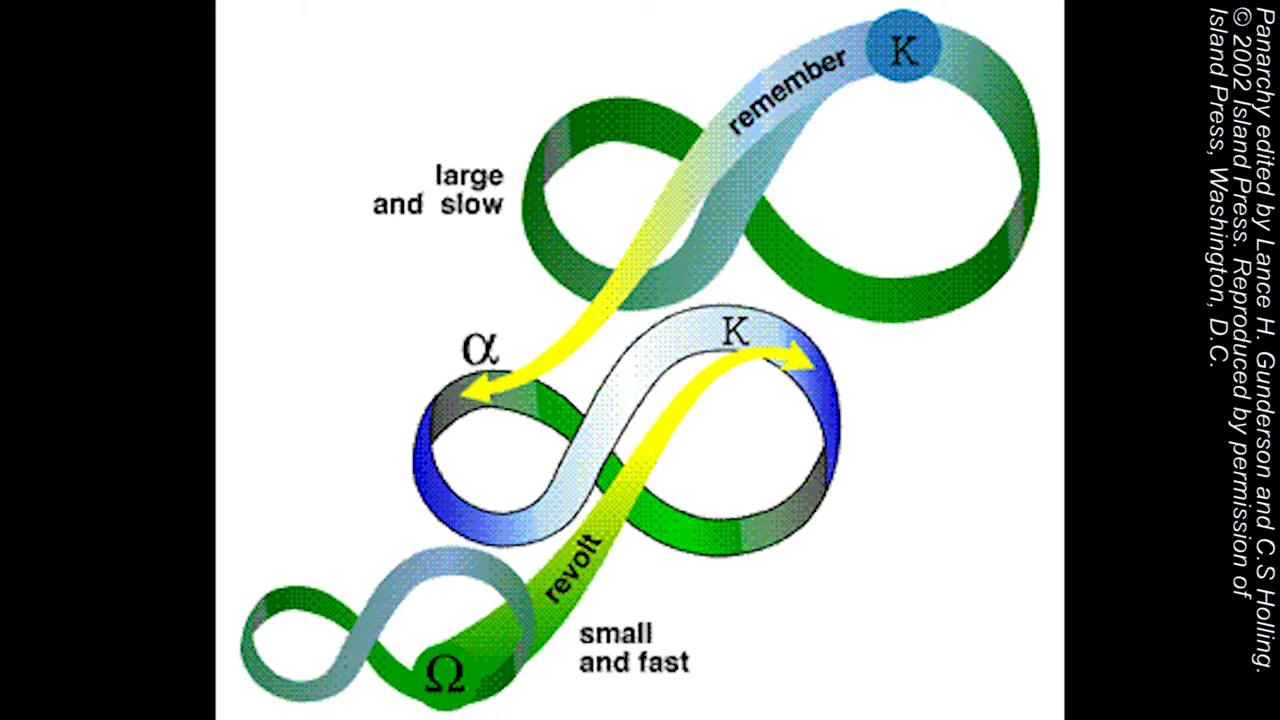 K
remember
large
and slow
α
K
revolt
small
and fast
Ω
Panarchy edited by Lance H. Gunderson and C.S Holling.
© 2002 Island Press. Reproduced by permission of
Island Press, Washington, D.C.